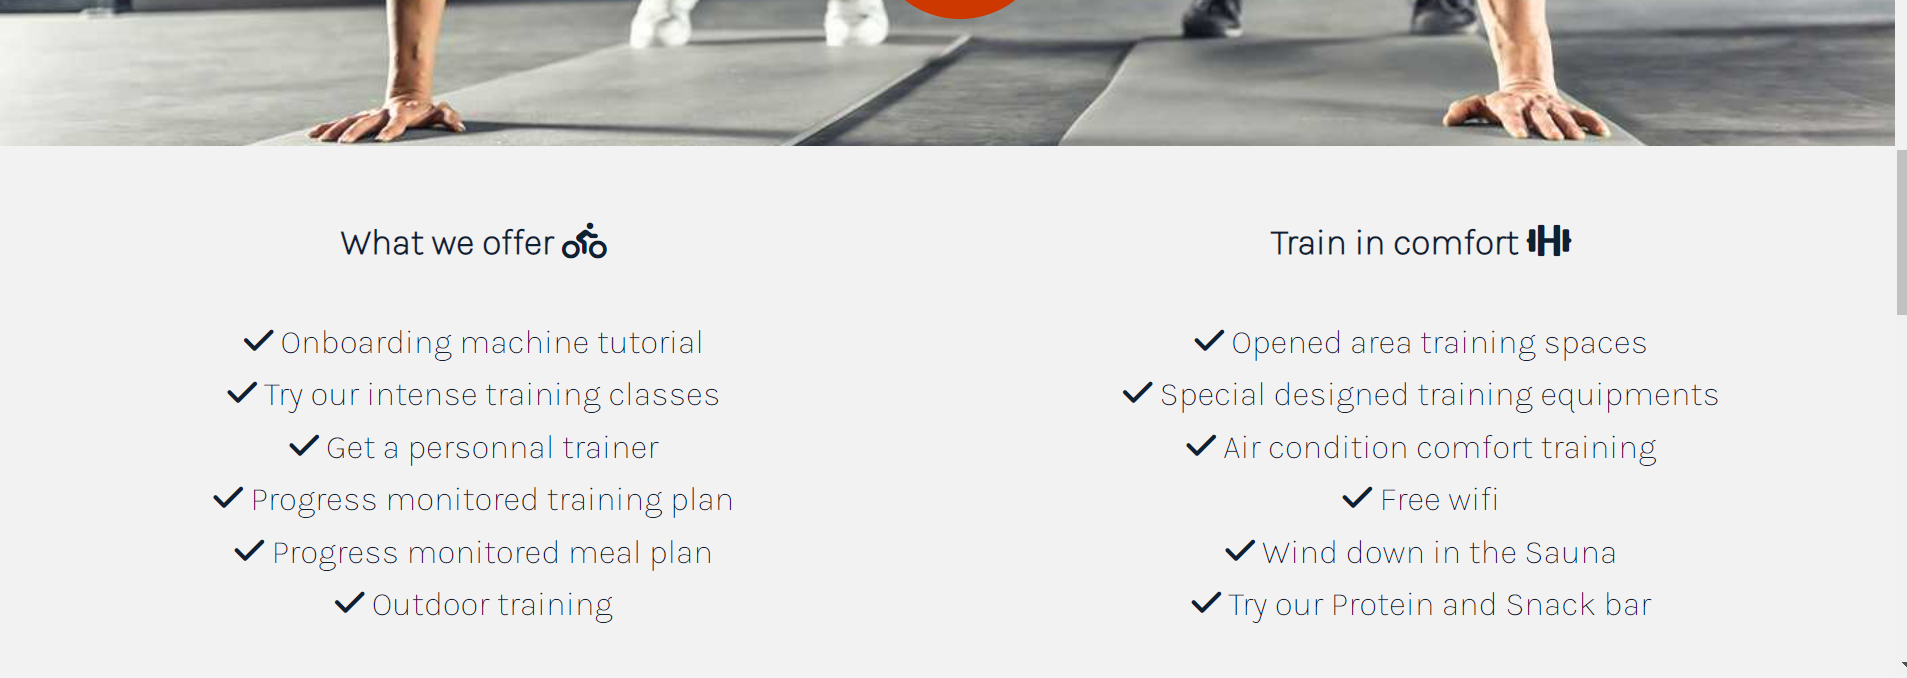 What we offer
Onboarding machine tutorial
Try our intense training classes
Get a personnal trainer
Progress monitored training plan
Progress monitored meal plan
Outdoor training
Train in comfort
Opened area training spaces
Special designed training equipments
Air condition comfort training
Free wifi
Wind down in the Sauna
Try our Protein and Snack bar